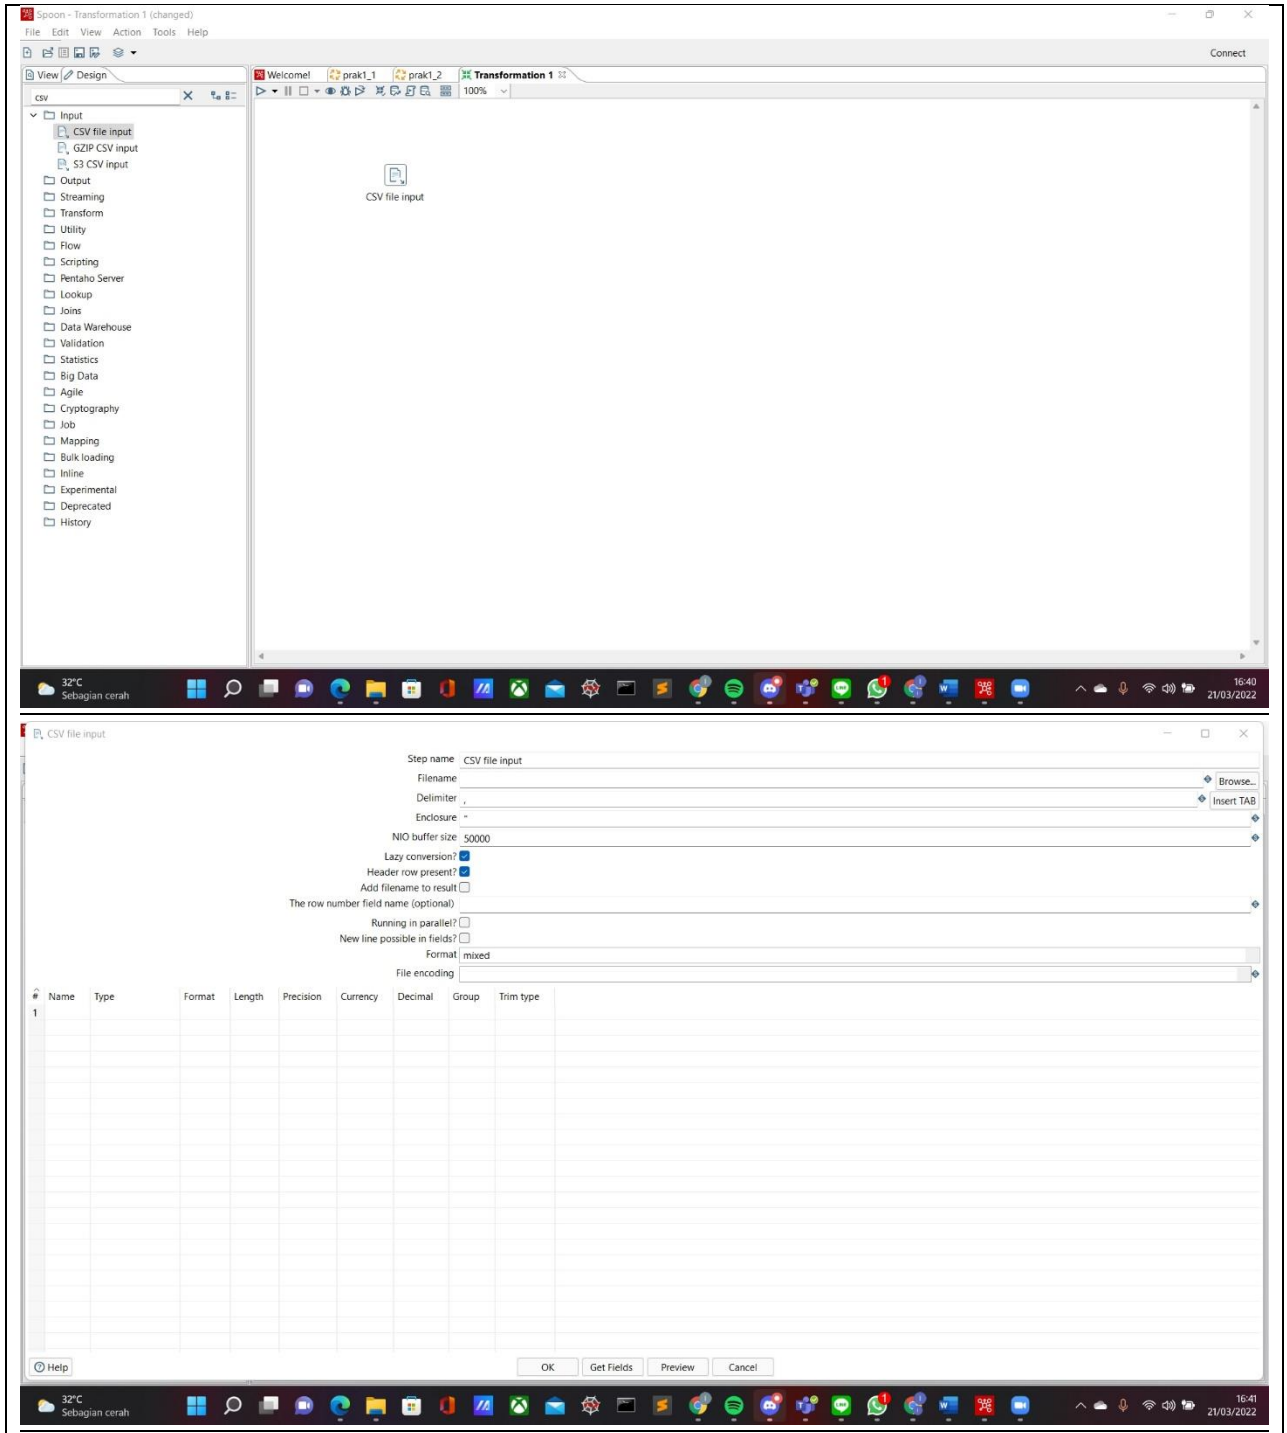 Spoon - Transformation 1 (changed)
File Edit View Action Tools Help
Connect
View Design
Welcome! prak1_1 prak1_2 Transformation 1
csv
100%
Input
CSV file input
GZIP CSV input
S3 CSV input
Output
Streaming
Transform
Utility
Flow
Scripting
Pentaho Server
Lookup
Joins
Data Warehouse
Validation
Statistics
Big Data
Agile
Cryptography
Job
Mapping
Bulk loading
Inline
Experimental
Deprecated
History
CSV file input
32°C
Sebagian cerah
16:40
21/03/2022
CSV file input
Step name CSV file input
Filename Browse...
Delimiter , Insert TAB
Enclosure "
NIO buffer size 50000
Lazy conversion?
Header row present?
Add filename to result
The row number field name (optional)
Running in parallel?
New line possible in fields?
Format mixed
File encoding
# Name Type Format Length Precision Currency Decimal Group Trim type
1
Help OK Get Fields Preview Cancel
32°C
Sebagian cerah
16:41
21/03/2022